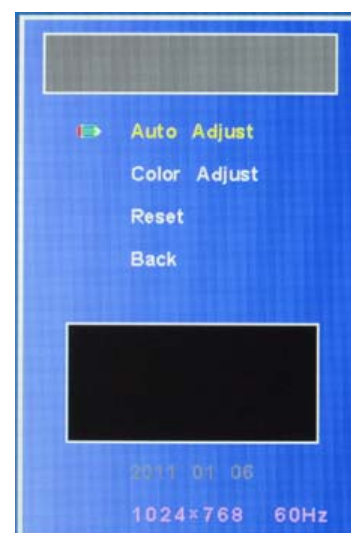 Auto Adjust
Color Adjust
Reset
Back
2011 01 06
1024×768 60Hz